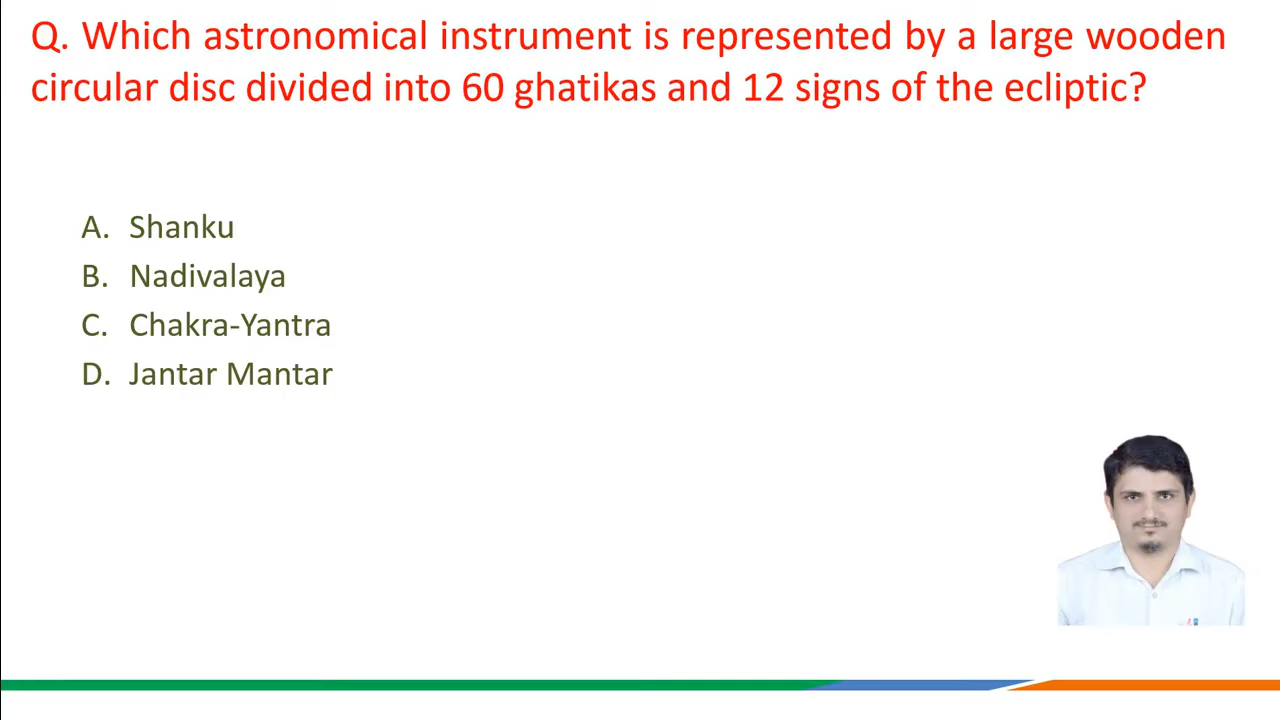 Q. Which astronomical instrument is represented by a large wooden
circular disc divided into 60 ghatikas and 12 signs of the ecliptic?
A. Shanku
B. Nadivalaya
C. Chakra-Yantra
D. Jantar Mantar